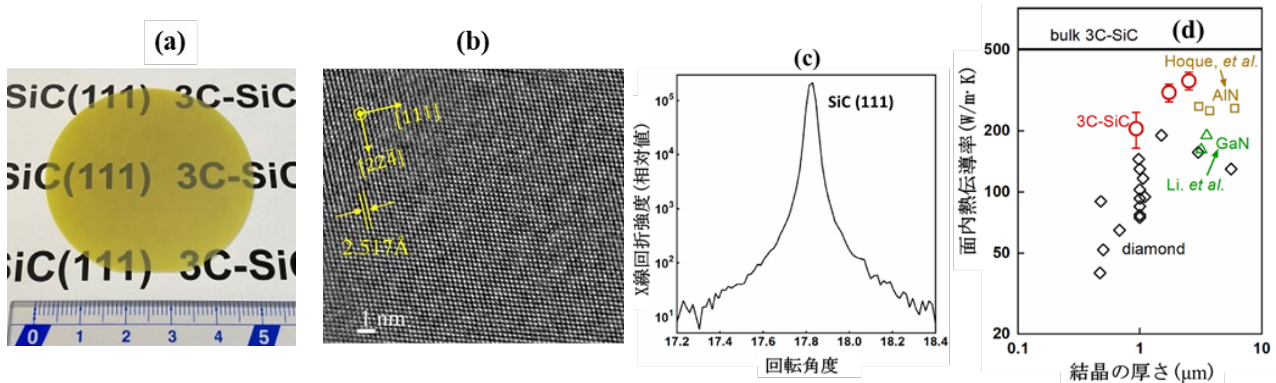 (a)
SiC(111) 3C-SiC
SiC(111) 3C-SiC
SiC(111) 3C-SiC
0 1 2 3 4 5
(b)
[111]
[224̄]
2.517Å
1 nm
(c)
SiC (111)
X線回折強度(相対値)
10⁵
10⁴
10³
10²
10¹
17.2 17.4 17.6 17.8 18.0 18.2 18.4
回転角度
(d)
bulk 3C-SiC
Hoque, et al.
AlN
3C-SiC
GaN
Li. et al.
diamond
面内熱伝導率(W/m·K)
500
200
100
50
20
0.1 1 10
結晶の厚さ(μm)